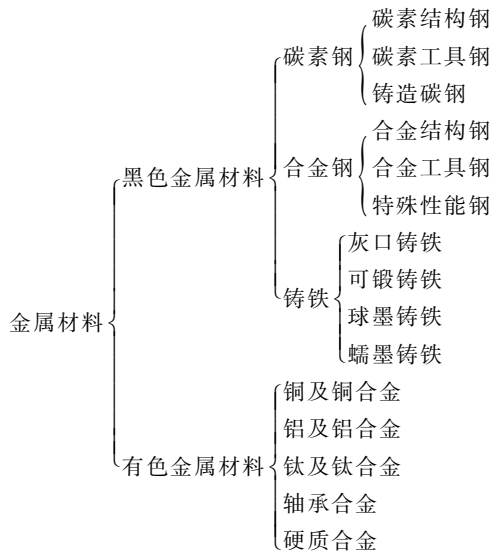 金属材料
黑色金属材料
碳素钢
碳素结构钢
碳素工具钢
铸造碳钢
合金钢
合金结构钢
合金工具钢
特殊性能钢
铸铁
灰口铸铁
可锻铸铁
球墨铸铁
蠕墨铸铁
有色金属材料
铜及铜合金
铝及铝合金
钛及钛合金
轴承合金
硬质合金